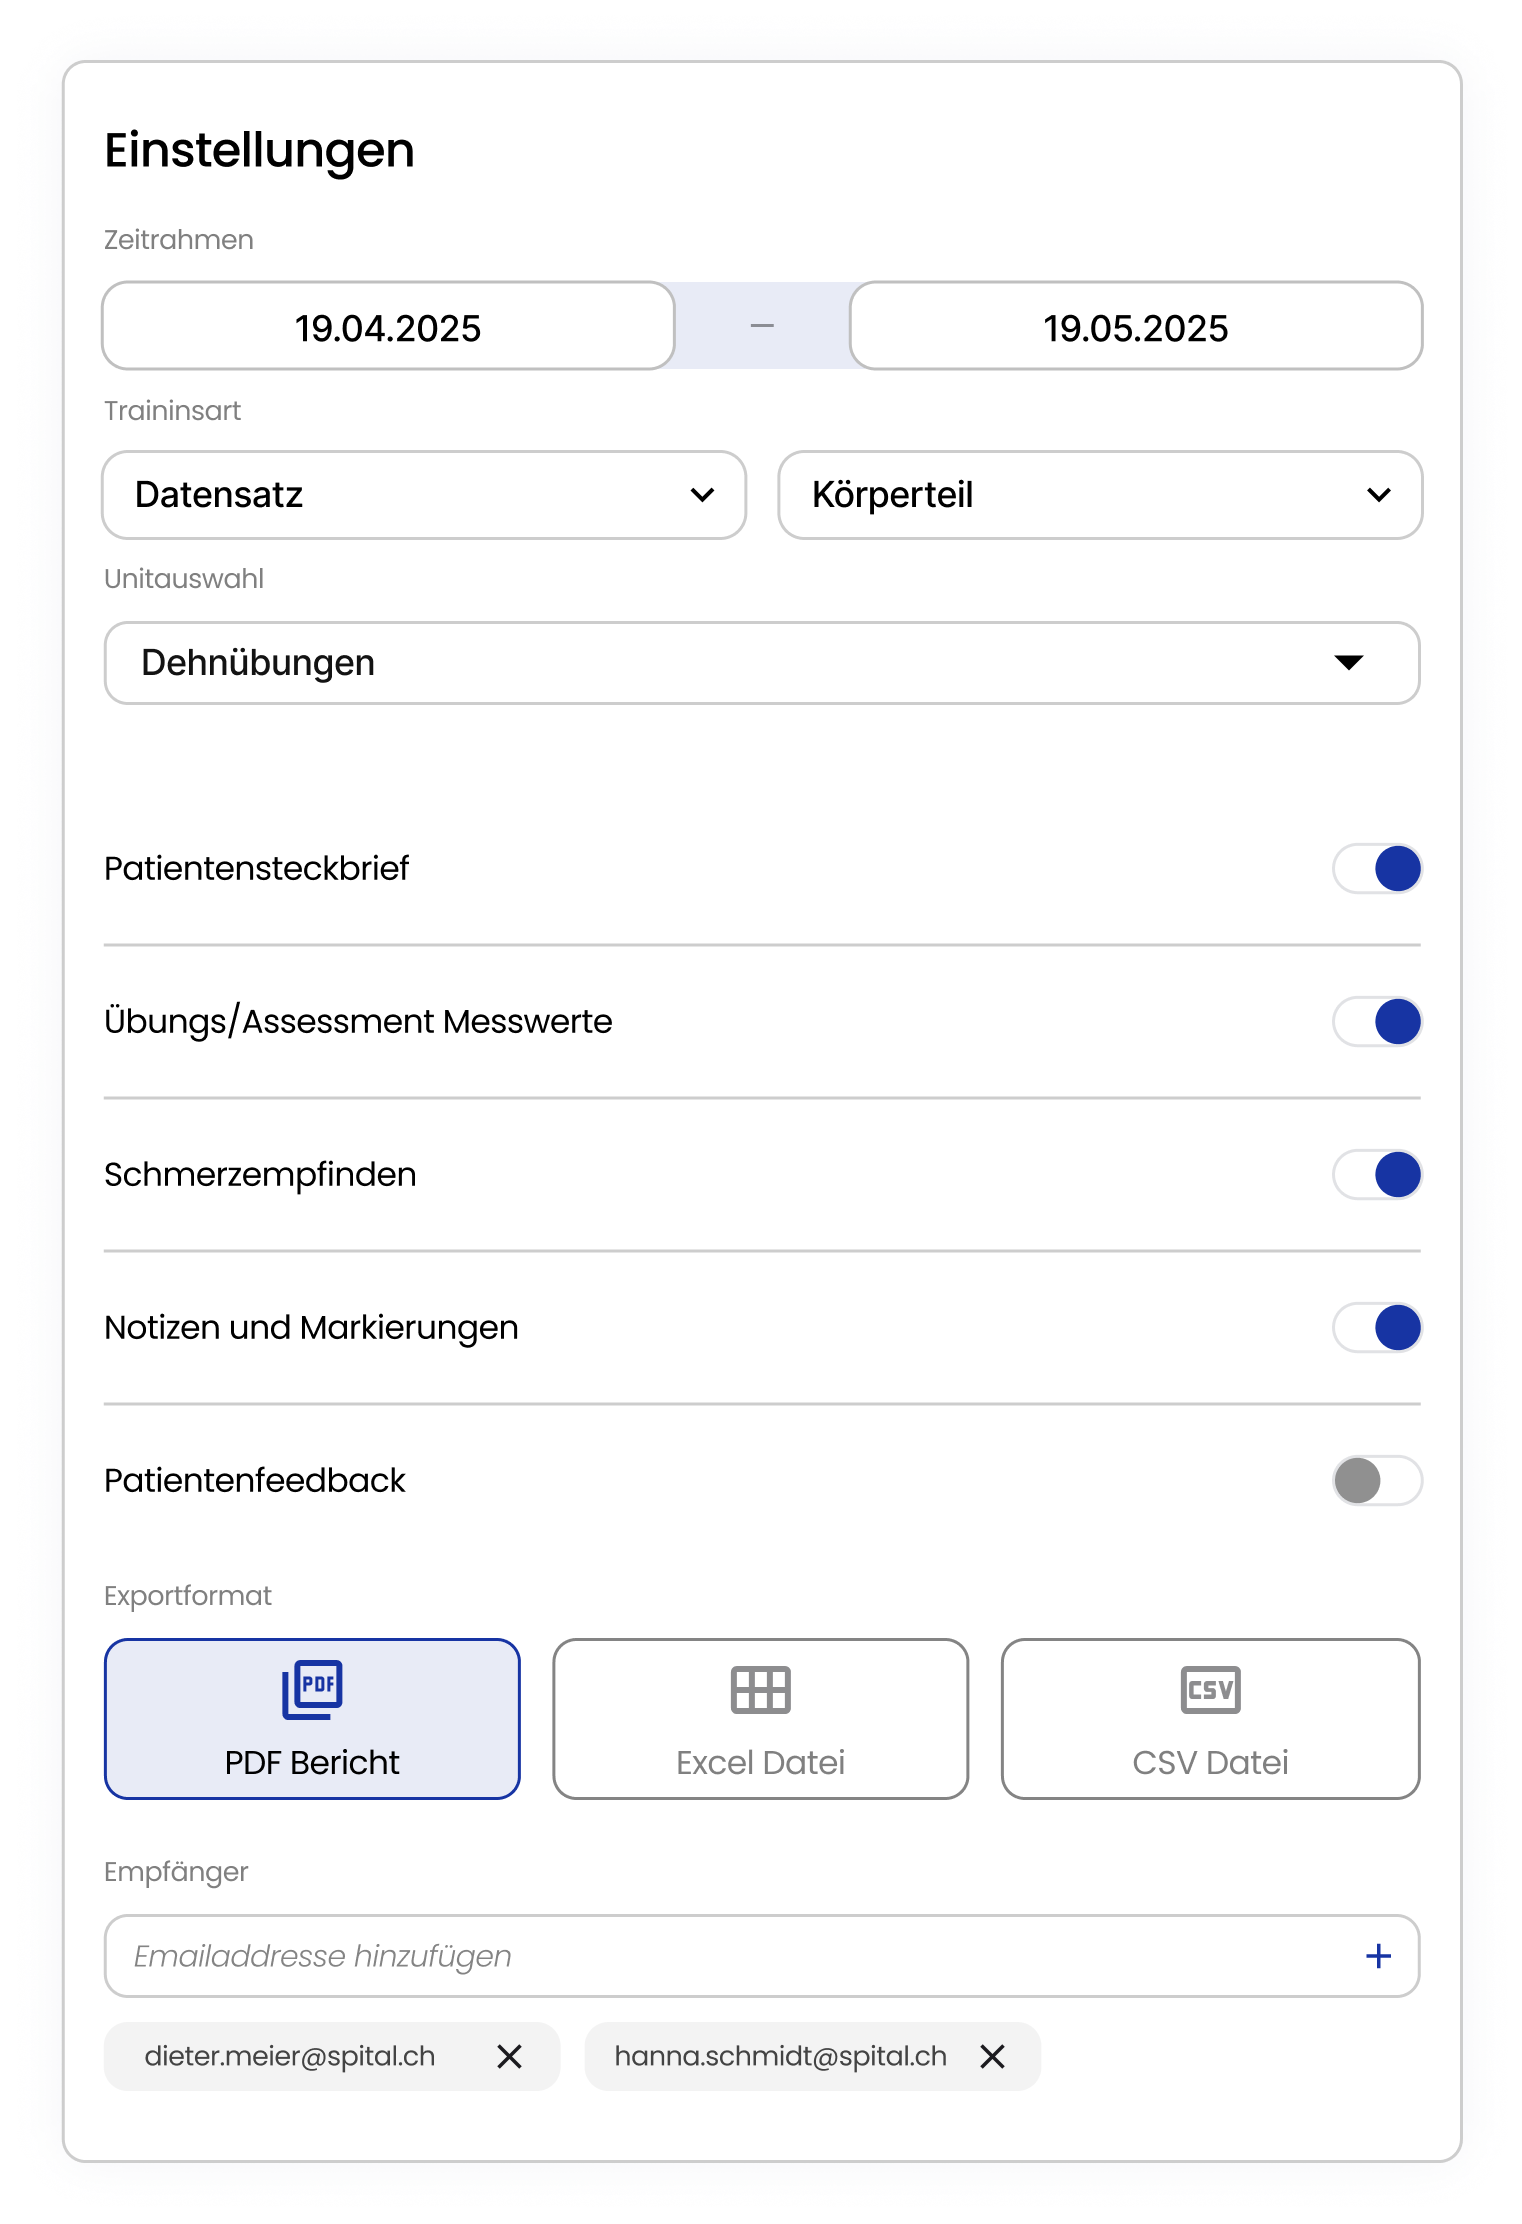 Einstellungen
Zeitrahmen
19.04.2025 – 19.05.2025
Traininsart
Datensatz Körperteil
Unitauswahl
Dehnübungen
Patientensteckbrief
Übungs/Assessment Messwerte
Schmerzempfinden
Notizen und Markierungen
Patientenfeedback
Exportformat
PDF CSV
PDF Bericht Excel Datei CSV Datei
Empfänger
Emailaddresse hinzufügen +
dieter.meier@spital.ch hanna.schmidt@spital.ch